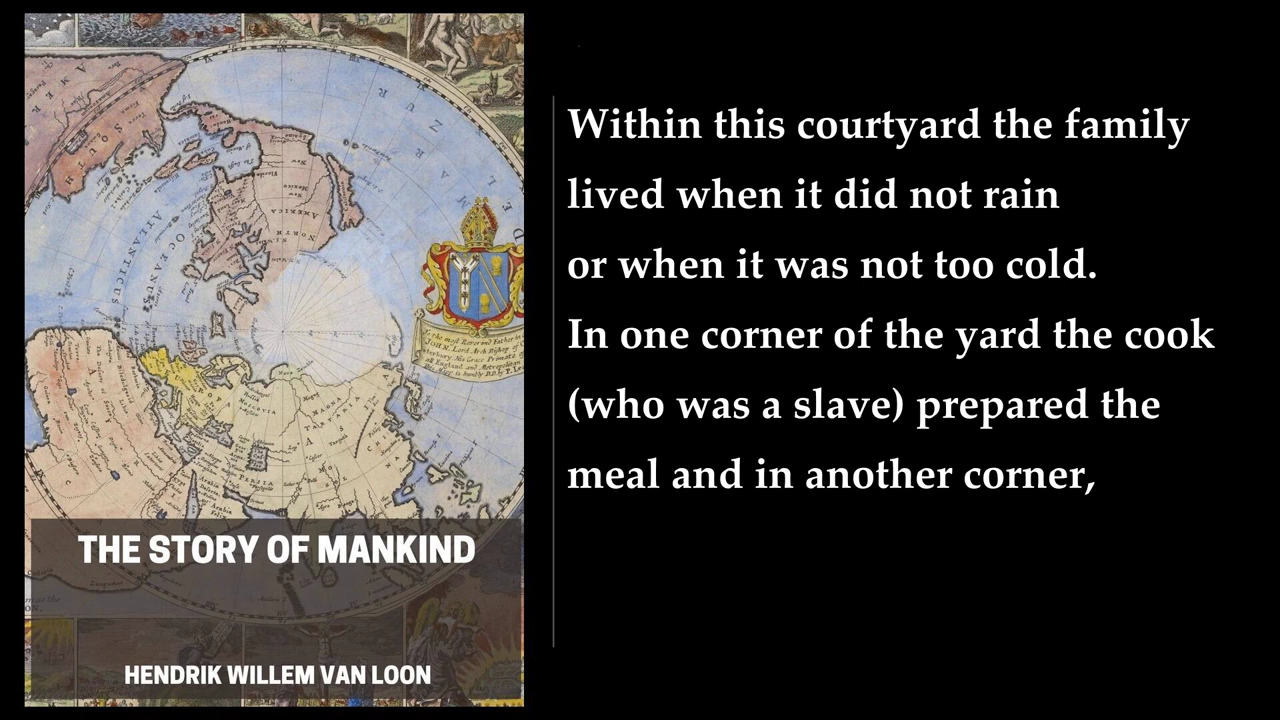 THE STORY OF MANKIND
HENDRIK WILLEM VAN LOON
Within this courtyard the family
lived when it did not rain
or when it was not too cold.
In one corner of the yard the cook
(who was a slave) prepared the
meal and in another corner,